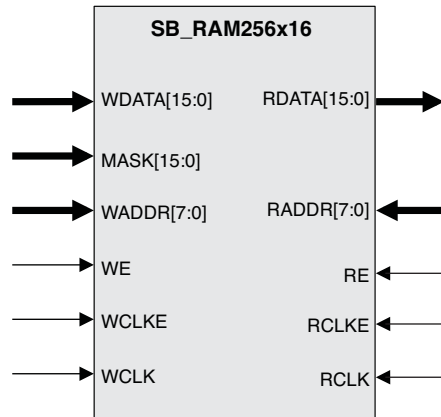 SB_RAM256x16
WDATA[15:0] RDATA[15:0]
MASK[15:0]
WADDR[7:0] RADDR[7:0]
WE RE
WCLKE RCLKE
WCLK RCLK